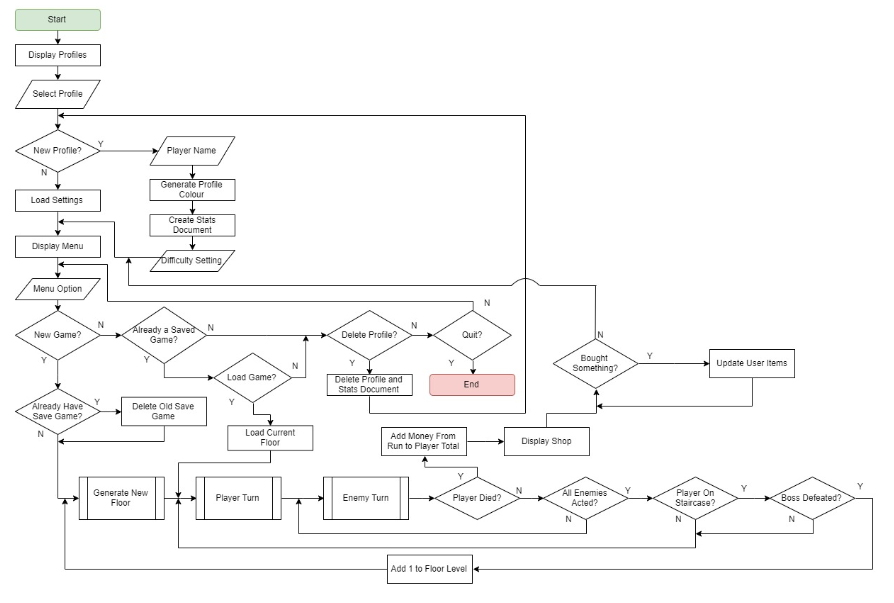 Start
Display Profiles
Select Profile
New Profile?
Y
N
Player Name
Load Settings
Generate Profile
Colour
Create Stats
Document
Display Menu
Difficulty Setting
Menu Option
N
New Game?
N
Y
Already a Saved
Game?
N
Y
Delete Profile?
N
Y
Quit?
Y
N
Load Game?
N
Y
Delete Profile and
Stats Document
End
Bought
Something?
Y
Update User Items
Already Have
Save Game?
Y
N
Delete Old Save
Game
Load Current
Floor
Add Money From
Run to Player Total
Display Shop
Generate New
Floor
Player Turn
Enemy Turn
Y
Player Died?
N
All Enemies
Acted?
Y
N
Player On
Staircase?
Y
N
Boss Defeated?
Y
N
Add 1 to Floor Level